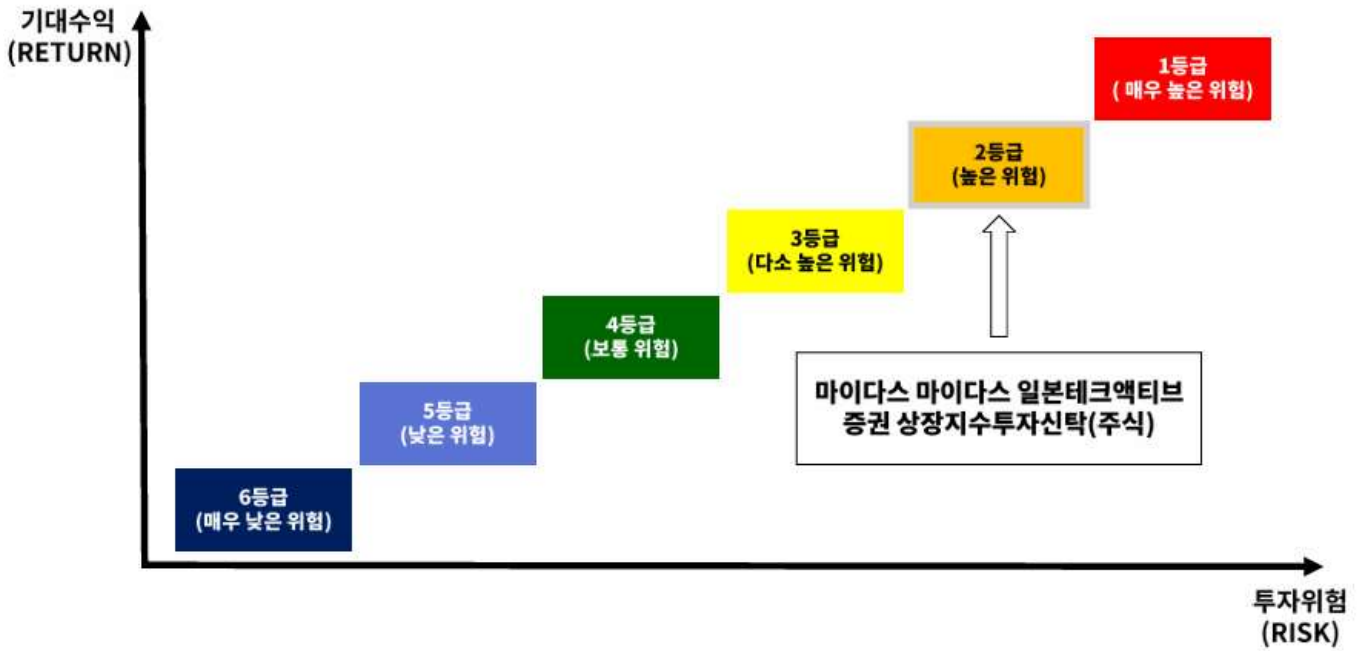 기대수익
(RETURN)
1등급
( 매우 높은 위험)
2등급
(높은 위험)
3등급
(다소 높은 위험)
4등급
(보통 위험)
마이다스 마이다스 일본테크액티브
증권 상장지수투자신탁(주식)
5등급
(낮은 위험)
6등급
(매우 낮은 위험)
투자위험
(RISK)